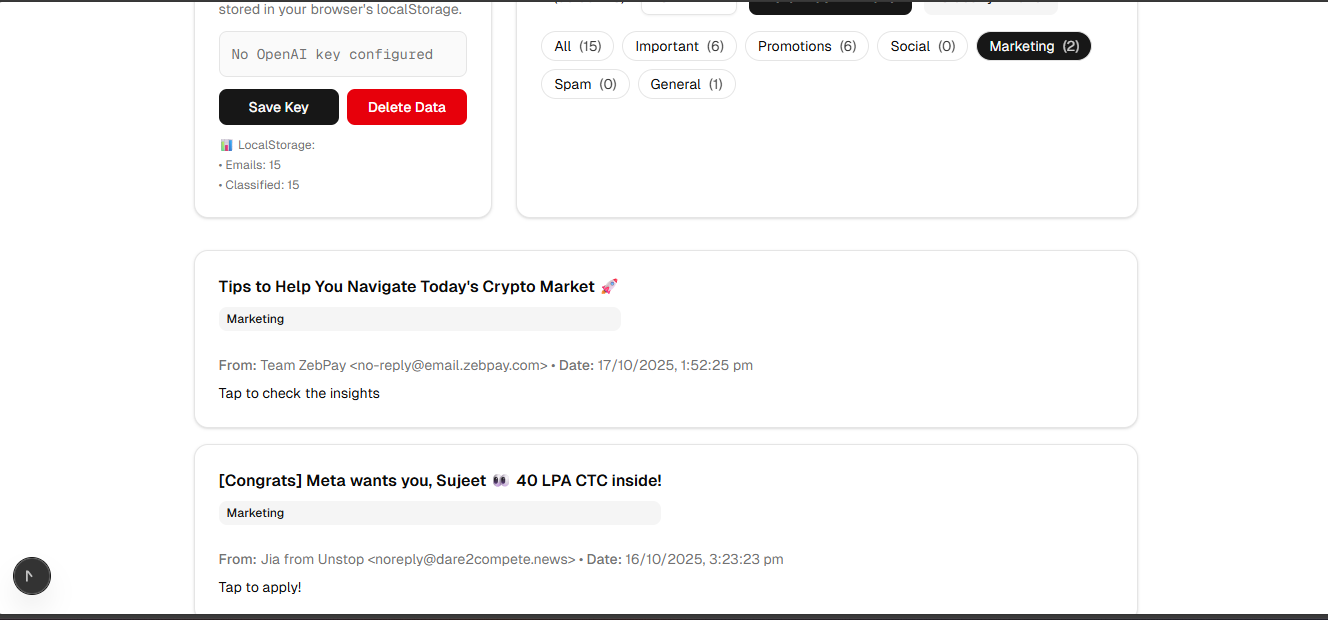 stored in your browser's localStorage.
No OpenAI key configured
Save Key
Delete Data
📊 LocalStorage:
• Emails: 15
• Classified: 15
All (15)
Important (6)
Promotions (6)
Social (0)
Marketing (2)
Spam (0)
General (1)
Tips to Help You Navigate Today's Crypto Market 🚀
Marketing
From: Team ZebPay <no-reply@email.zebpay.com> • Date: 17/10/2025, 1:52:25 pm
Tap to check the insights
[Congrats] Meta wants you, Sujeet 👀 40 LPA CTC inside!
Marketing
From: Jia from Unstop <noreply@dare2compete.news> • Date: 16/10/2025, 3:23:23 pm
Tap to apply!